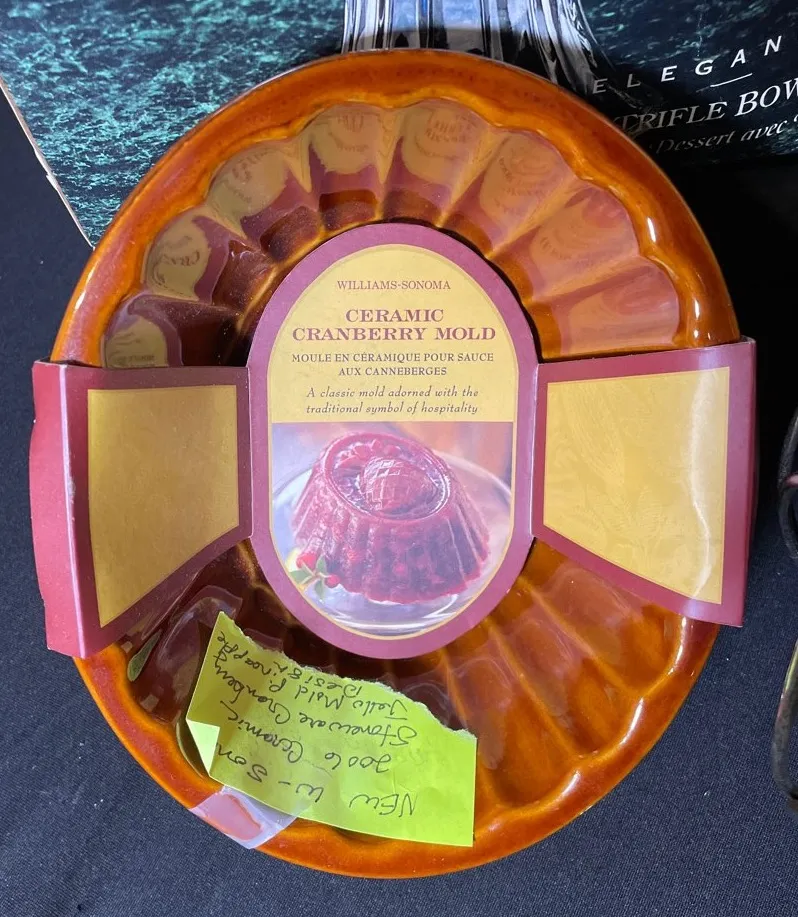 ELEGAN
TRIFLE BOW
Dessert avec
WILLIAMS-SONOMA
CERAMIC
CRANBERRY MOLD
MOULE EN CÉRAMIQUE POUR SAUCE
AUX CANNEBERGES
A classic mold adorned with the
traditional symbol of hospitality
NEW W-Son
2006 Ceramic
Stoneware Cranberry
Jello Mold Pineapple
Design